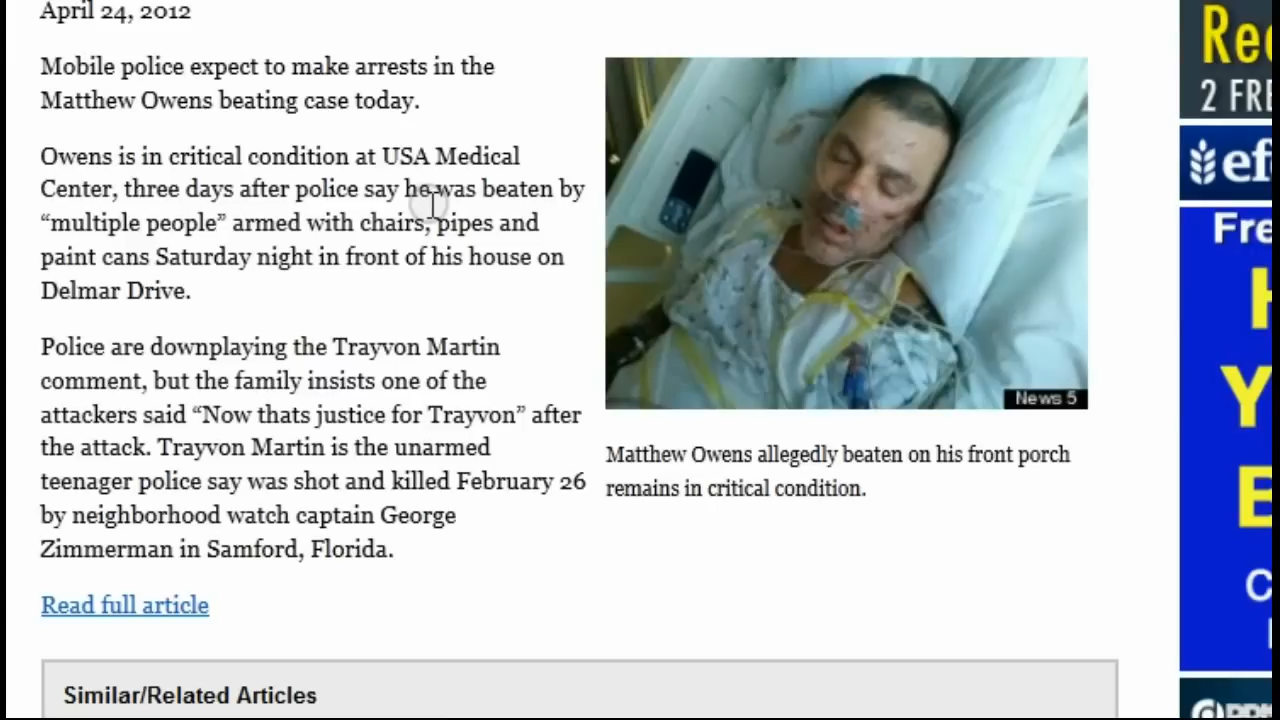 April 24, 2012
Mobile police expect to make arrests in the
Matthew Owens beating case today.
Owens is in critical condition at USA Medical
Center, three days after police say he was beaten by
“multiple people” armed with chairs, pipes and
paint cans Saturday night in front of his house on
Delmar Drive.
Police are downplaying the Trayvon Martin
comment, but the family insists one of the
attackers said “Now thats justice for Trayvon” after
the attack. Trayvon Martin is the unarmed
teenager police say was shot and killed February 26
by neighborhood watch captain George
Zimmerman in Samford, Florida.
Read full article
News 5
Matthew Owens allegedly beaten on his front porch
remains in critical condition.
Similar/Related Articles
Rec
2 FRE
ef
Fre
H
Y
E